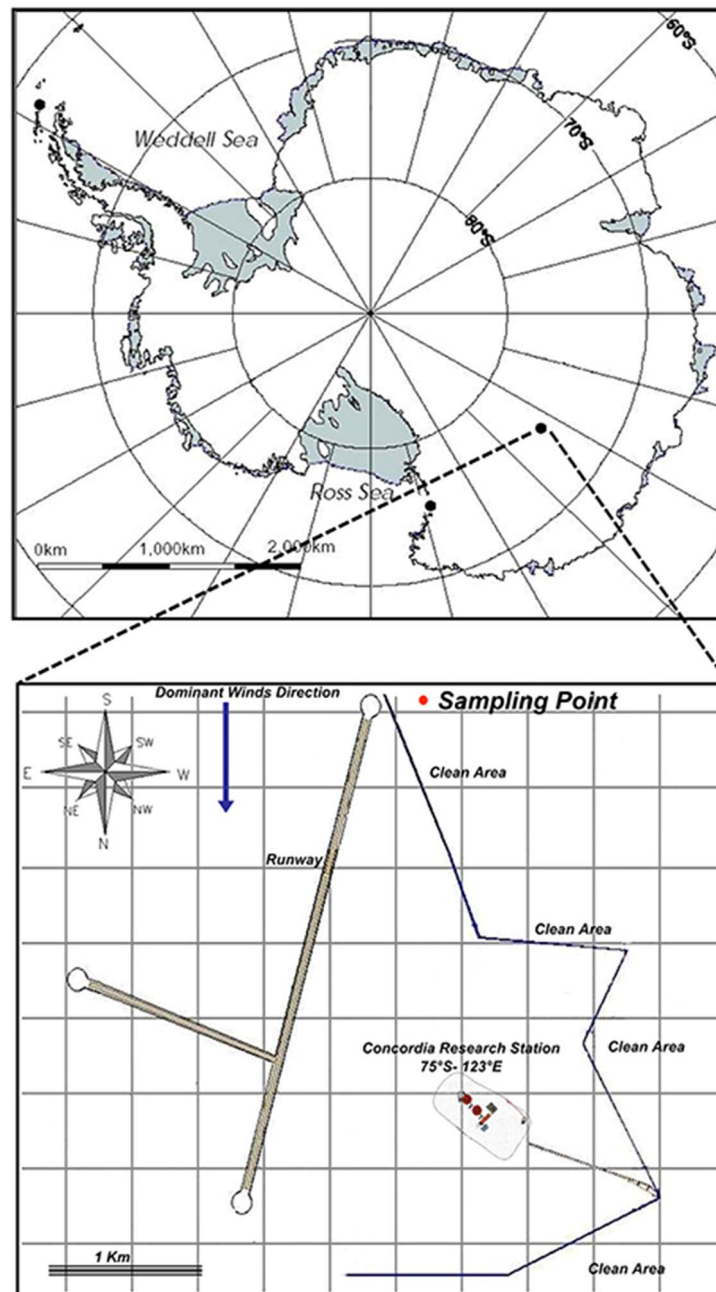 60°S
Weddell Sea
70°S
80°S
Ross Sea
0km 1,000km 2,000km
Dominant Winds Direction
Sampling Point
S
SE SW
E W
NE NW
N
Clean Area
Runway
Clean Area
Concordia Research Station
75°S- 123°E
Clean Area
1 Km
Clean Area